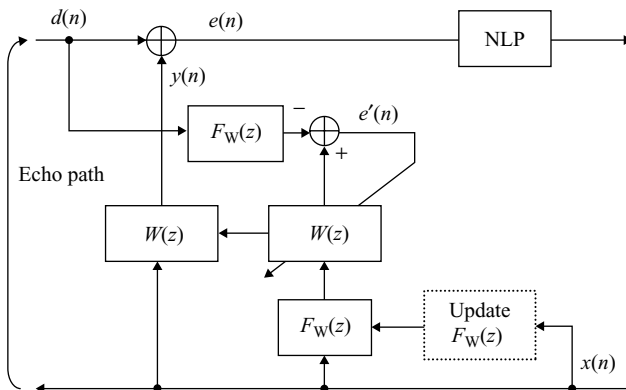 d(n)
e(n)
NLP
y(n)
F_W(z)
−
e′(n)
+
Echo path
W(z)
W(z)
F_W(z)
Update
F_W(z)
x(n)